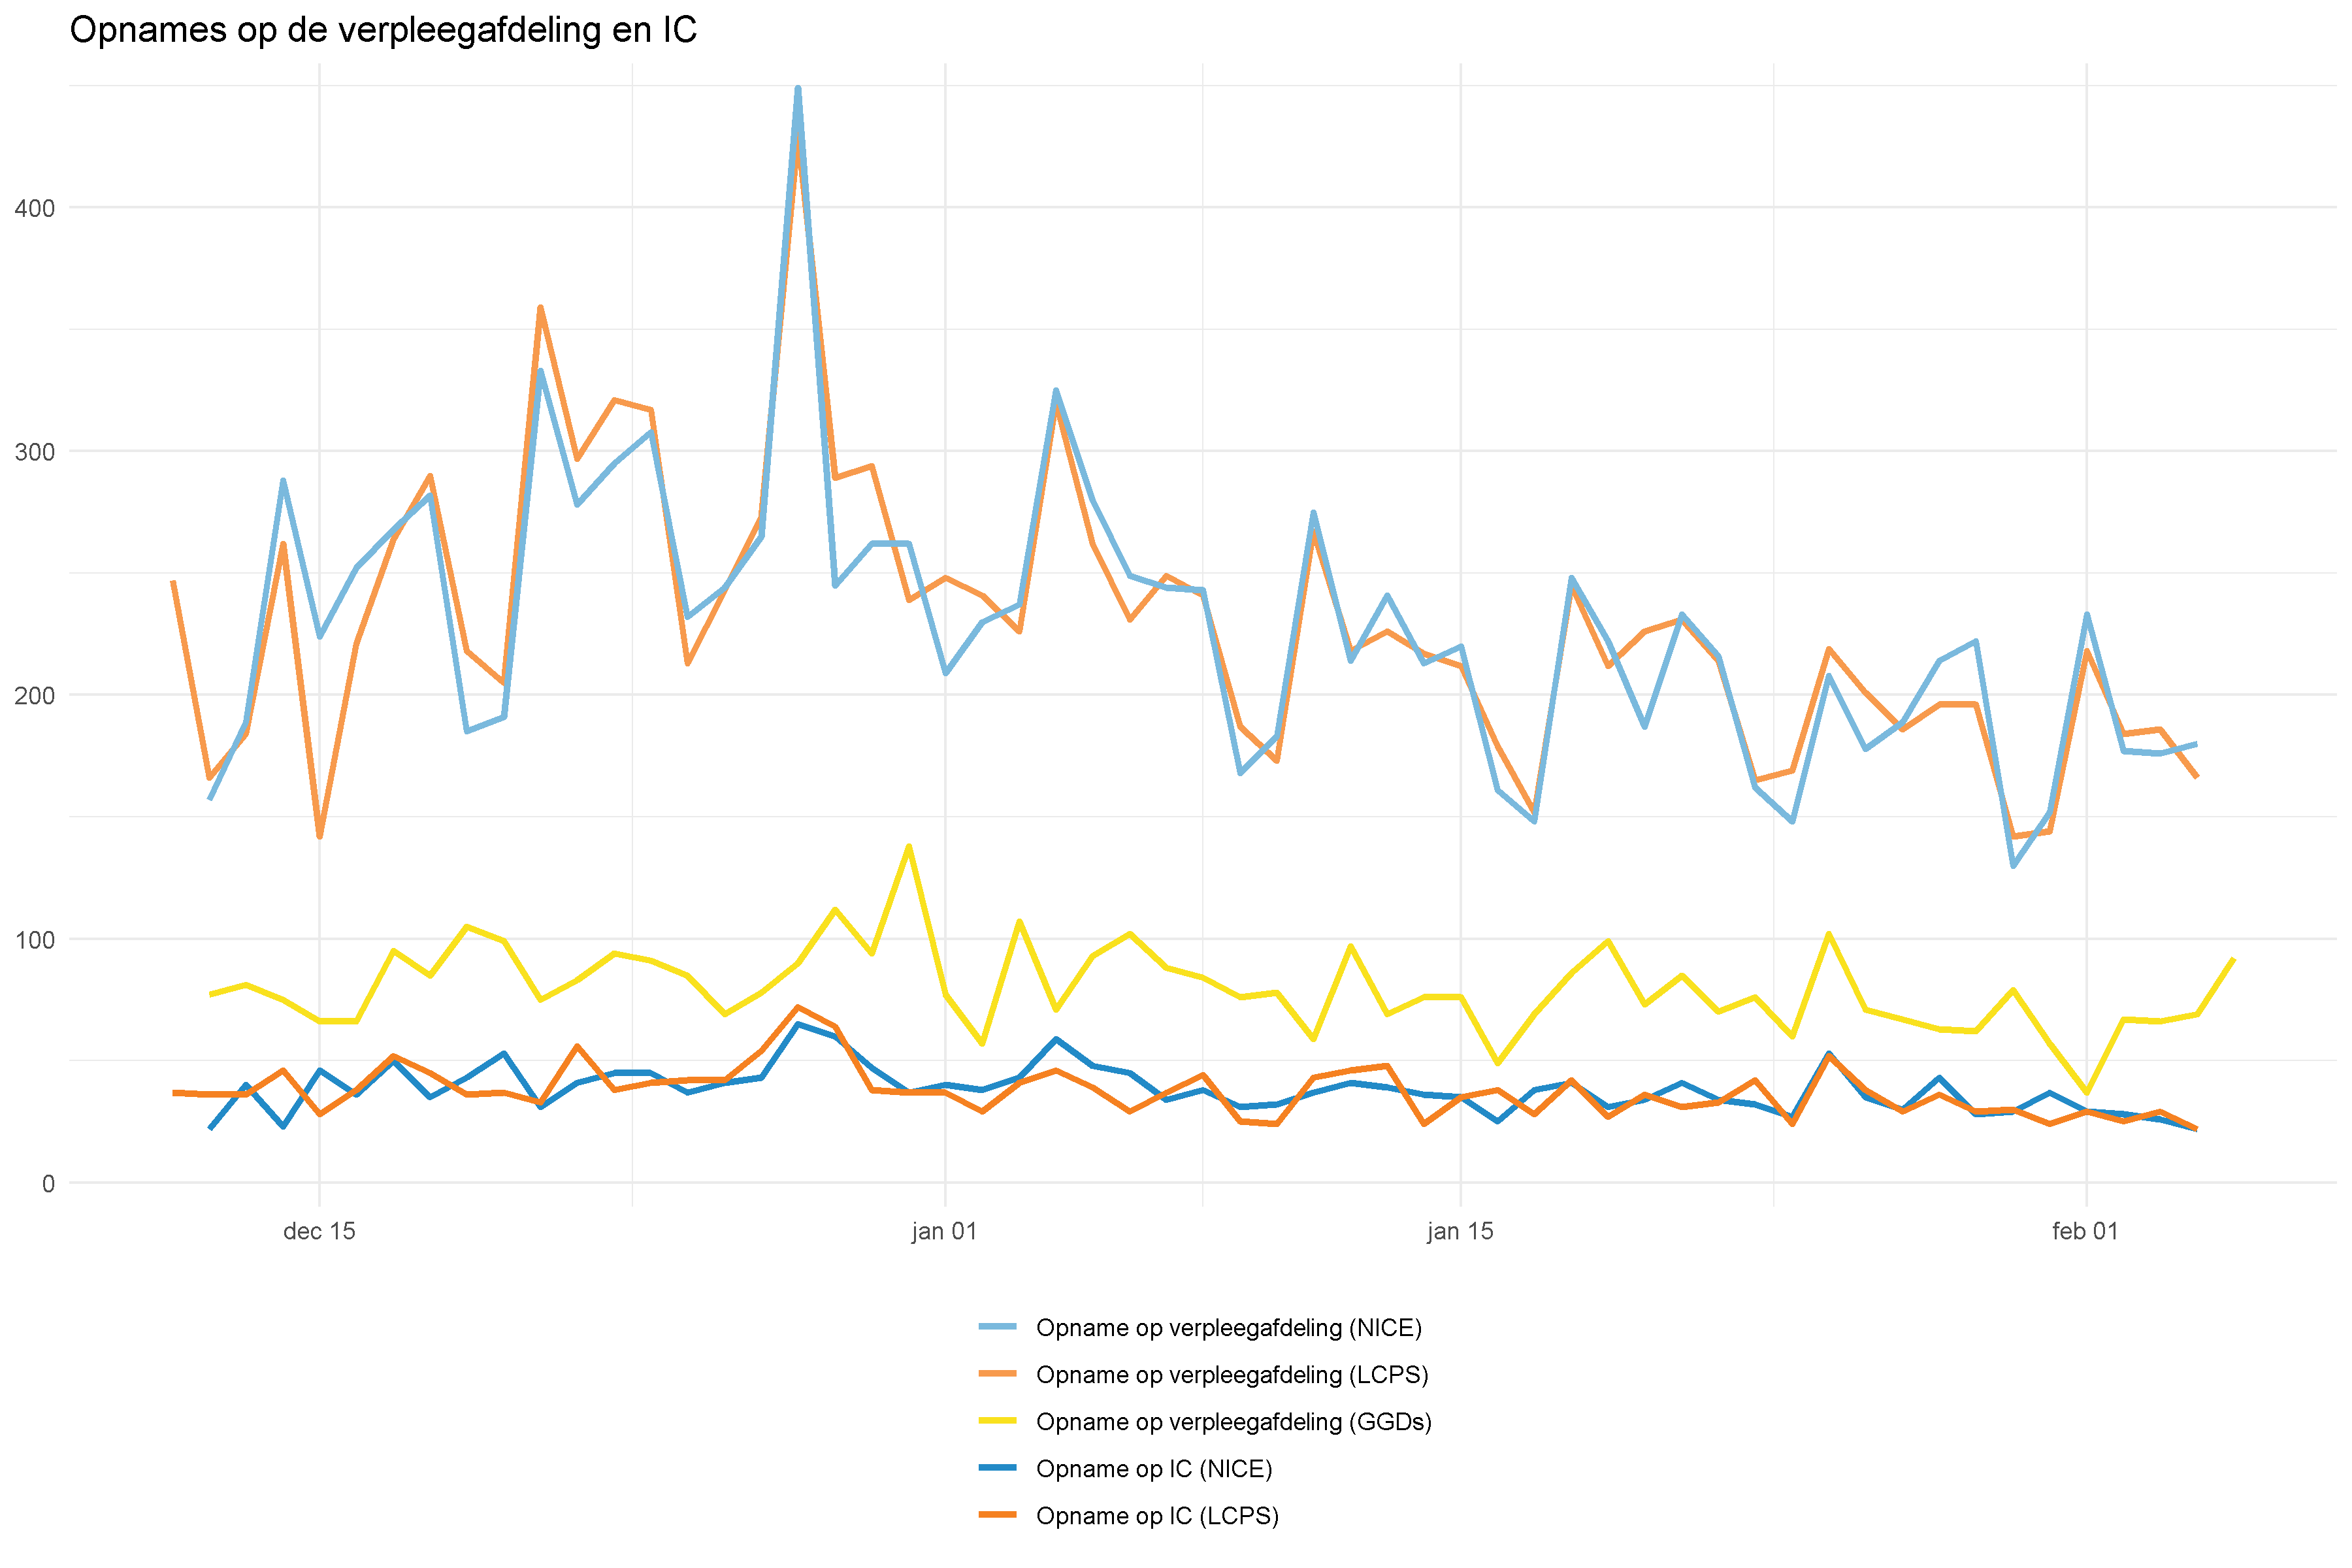 Opnames op de verpleegafdeling en IC
400
300
200
100
0
dec 15 jan 01 jan 15 feb 01
Opname op verpleegafdeling (NICE)
Opname op verpleegafdeling (LCPS)
Opname op verpleegafdeling (GGDs)
Opname op IC (NICE)
Opname op IC (LCPS)